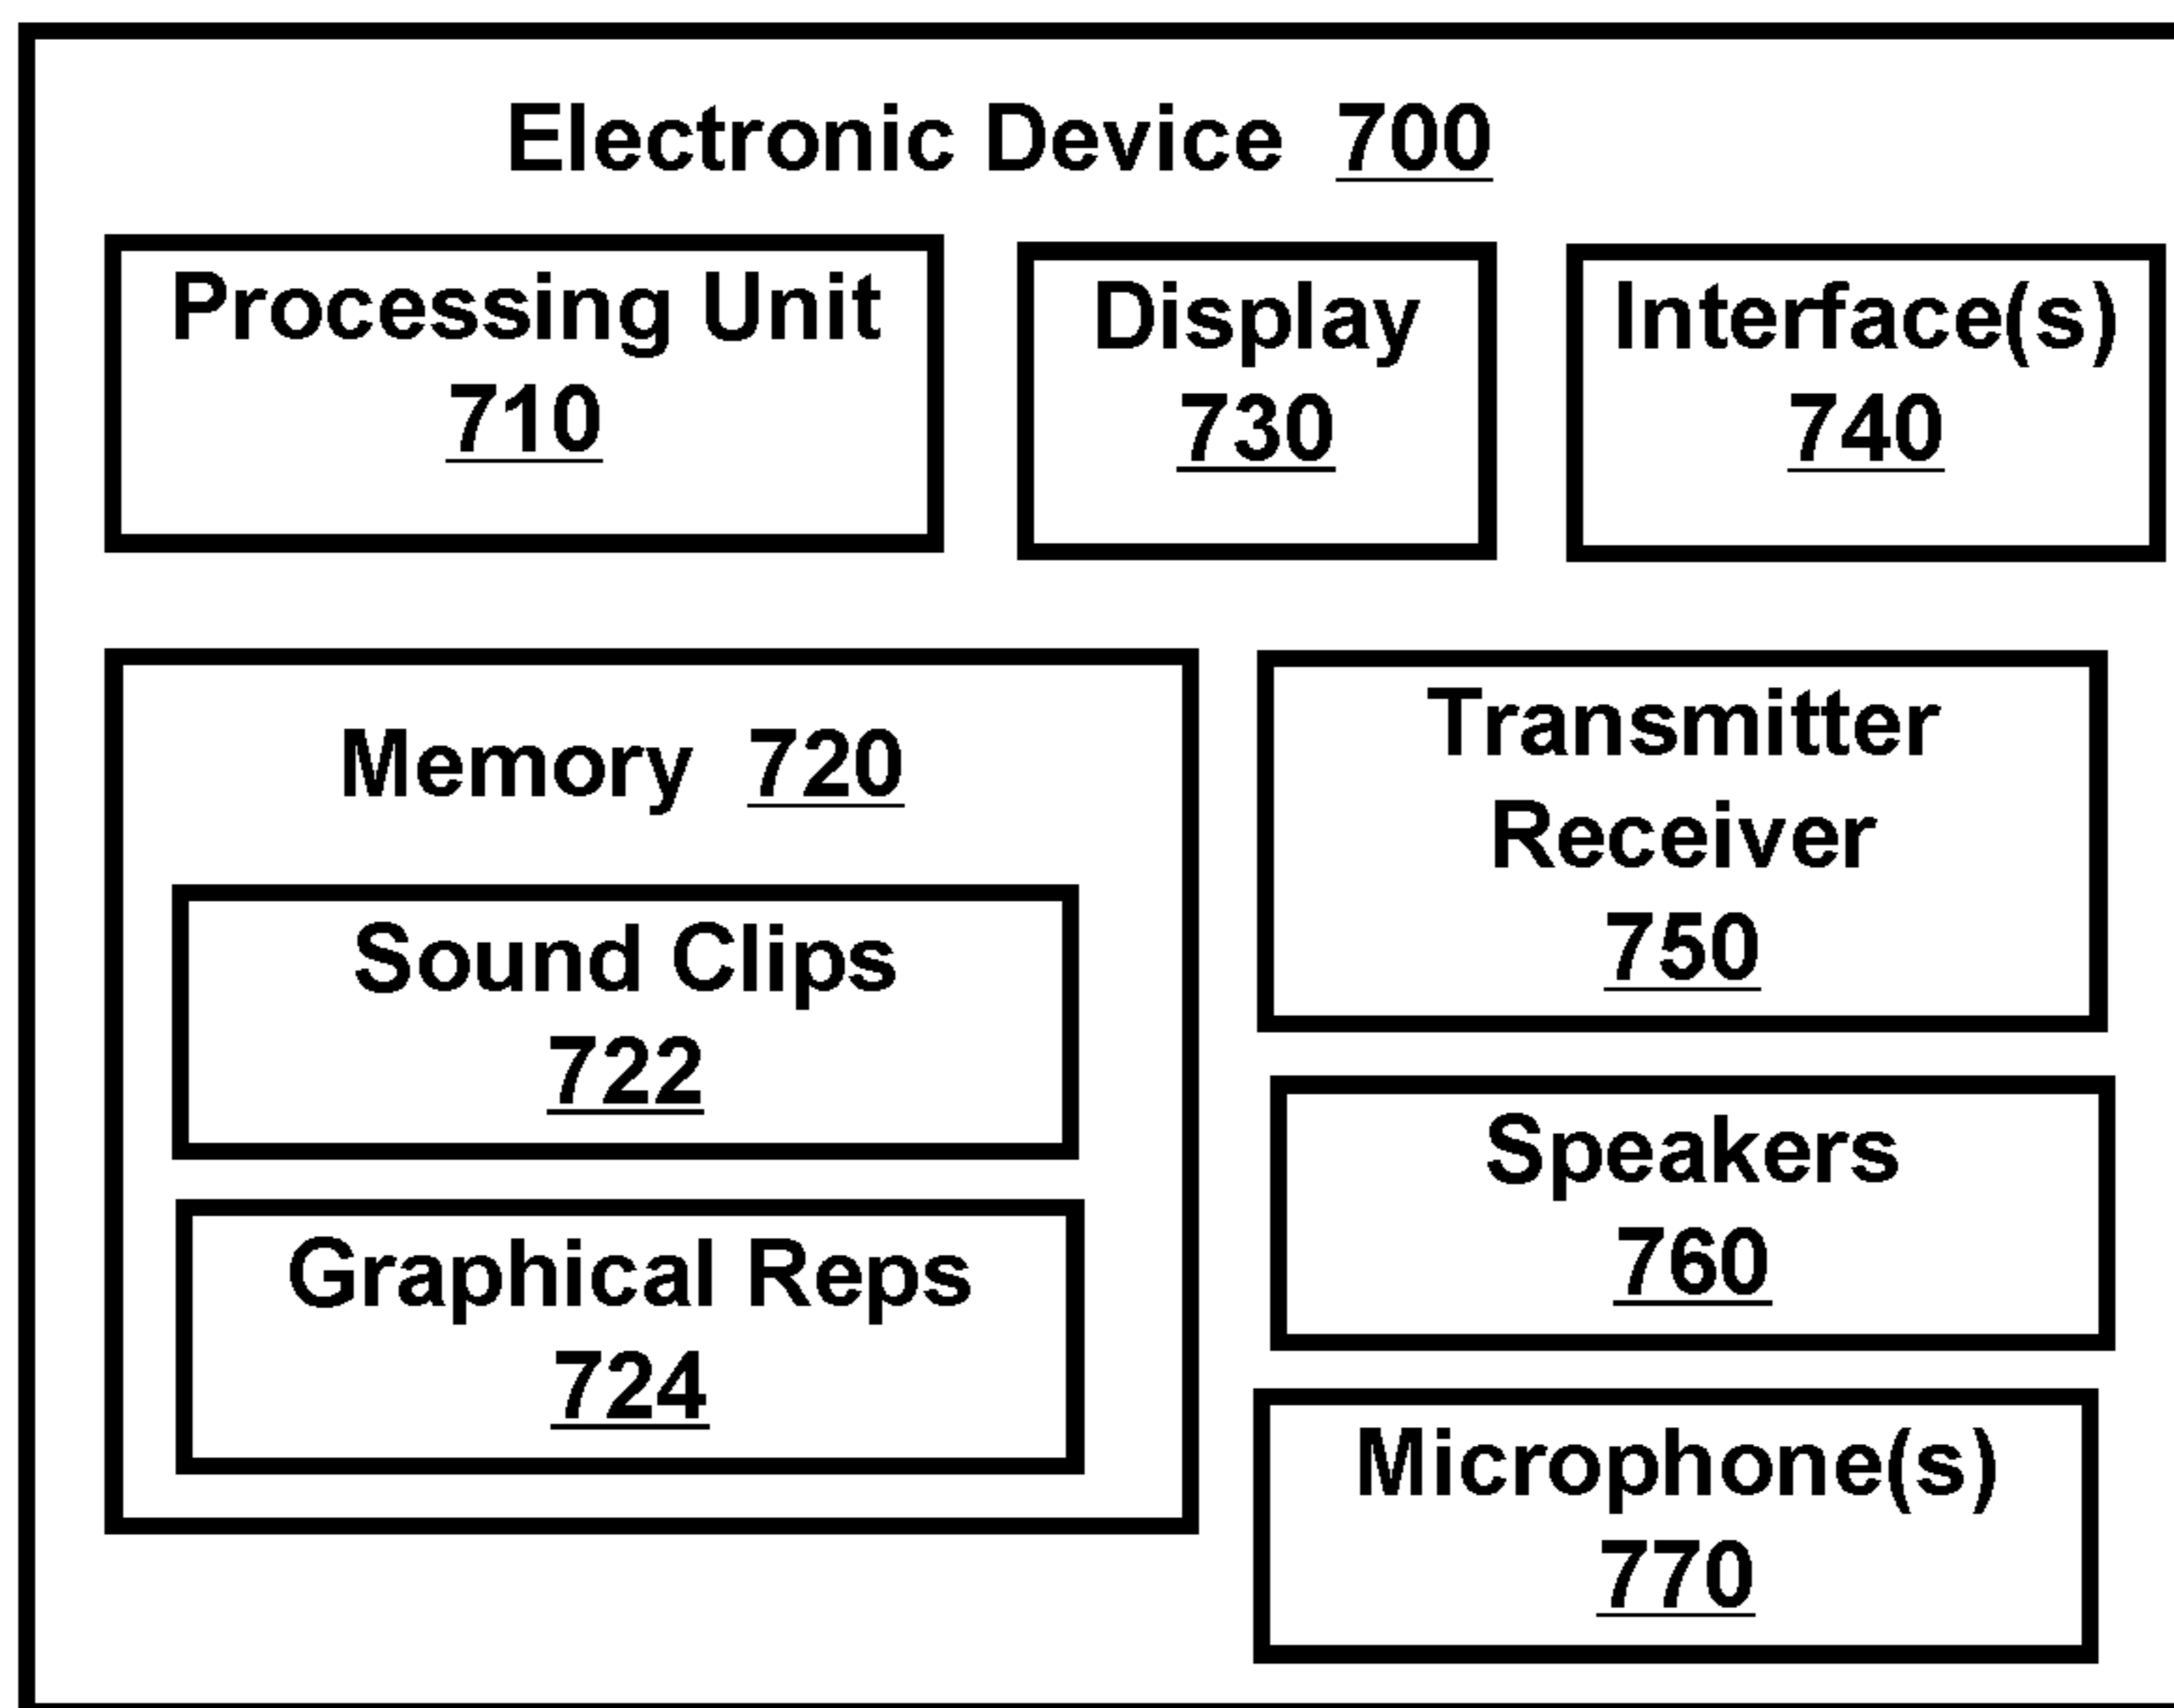 Electronic Device 700
Processing Unit
710
Display
730
Interface(s)
740
Memory 720
Sound Clips
722
Graphical Reps
724
Transmitter
Receiver
750
Speakers
760
Microphone(s)
770